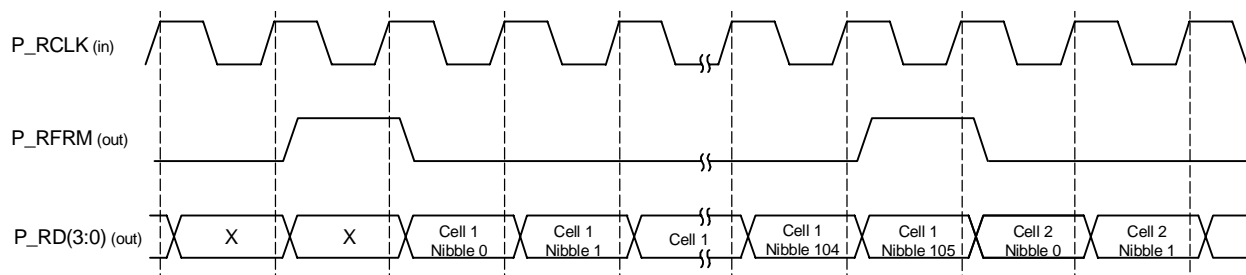 P_RCLK (in)
P_RFRM (out)
P_RD(3:0) (out)
X
X
Cell 1
Nibble 0
Cell 1
Nibble 1
Cell 1
Cell 1
Nibble 104
Cell 1
Nibble 105
Cell 2
Nibble 0
Cell 2
Nibble 1